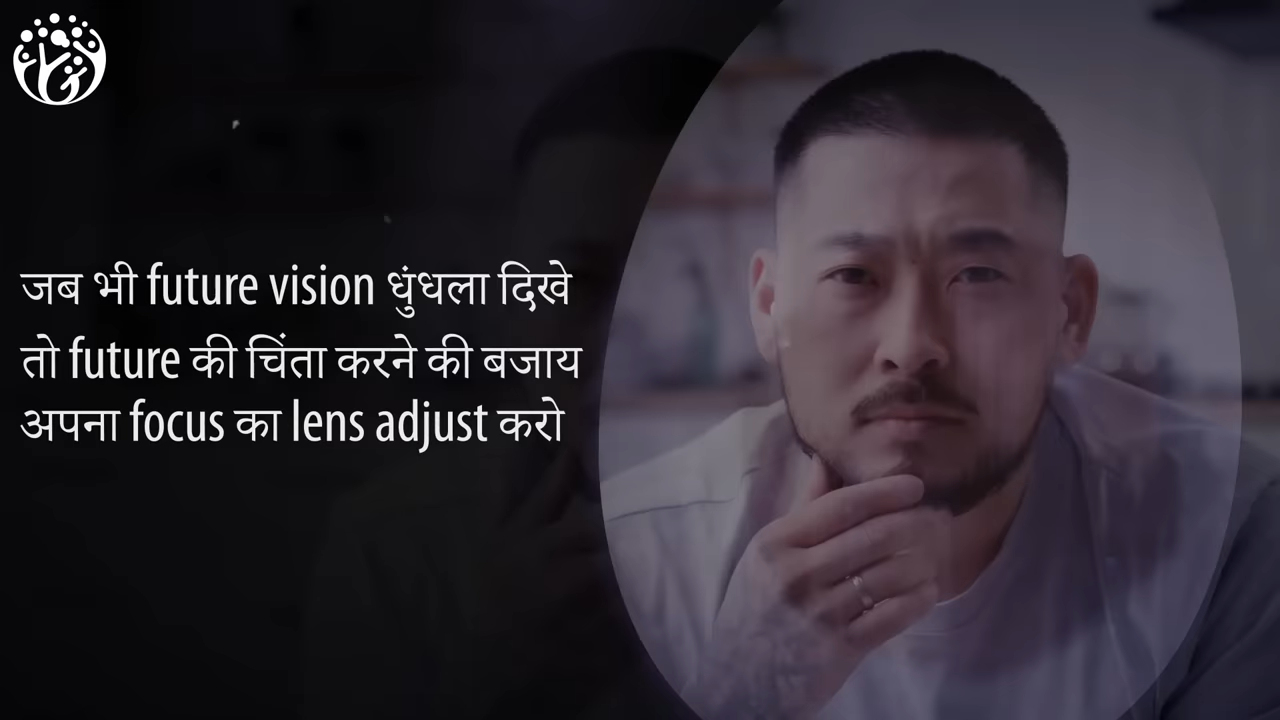 जब भी future vision धुंधला दिखे
तो future की चिंता करने की बजाय
अपना focus का lens adjust करो